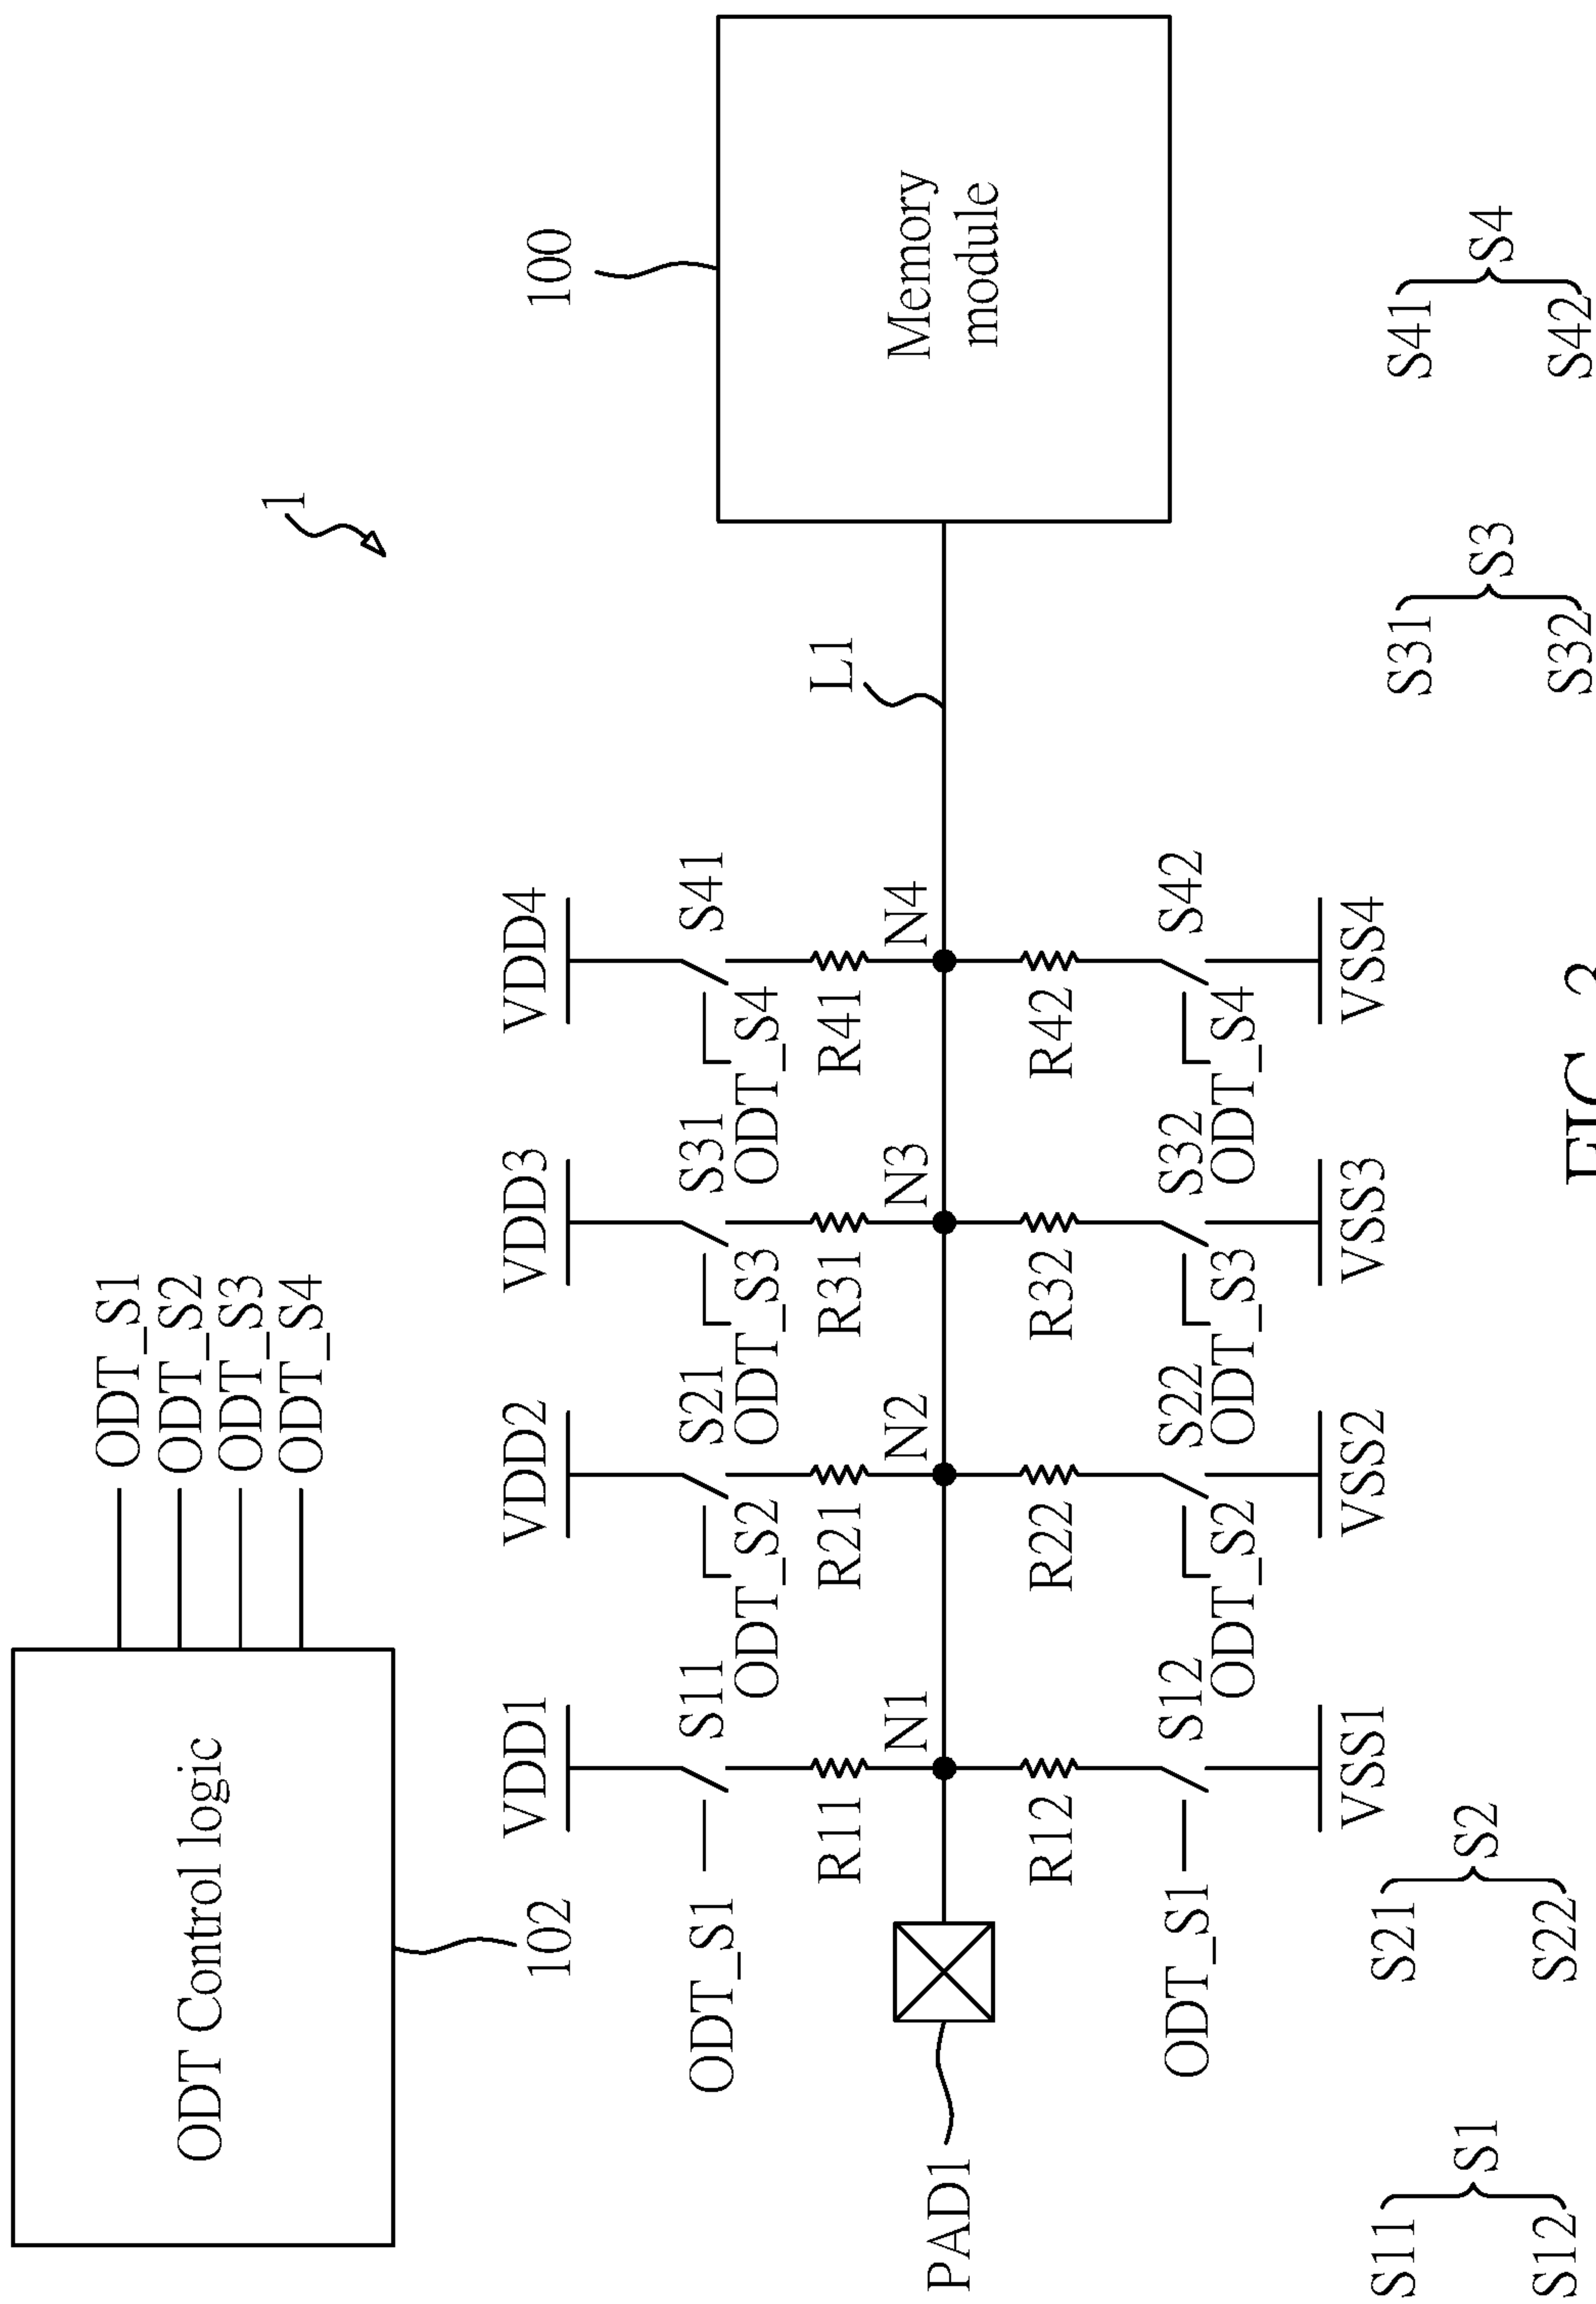 1
ODT Control logic
ODT_S1
ODT_S2
ODT_S3
ODT_S4
102
100
VDD1
VDD2
VDD3
VDD4
S11
S21
S31
S41
ODT_S1
ODT_S2
ODT_S3
ODT_S4
R11
R21
R31
R41
L1
N1
N2
N3
N4
PAD1
Memory
module
R12
R22
R32
R42
S12
S22
S32
S42
ODT_S1
ODT_S2
ODT_S3
ODT_S4
VSS1
VSS2
VSS3
VSS4
S11
S12
S1
S21
S22
S2
S31
S32
S3
S41
S42
S4
FIG.